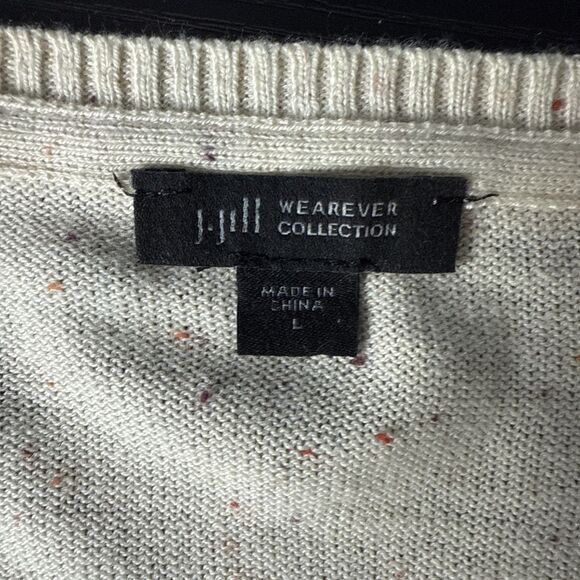 J.Jill WEAREVER
COLLECTION
MADE IN
CHINA
L